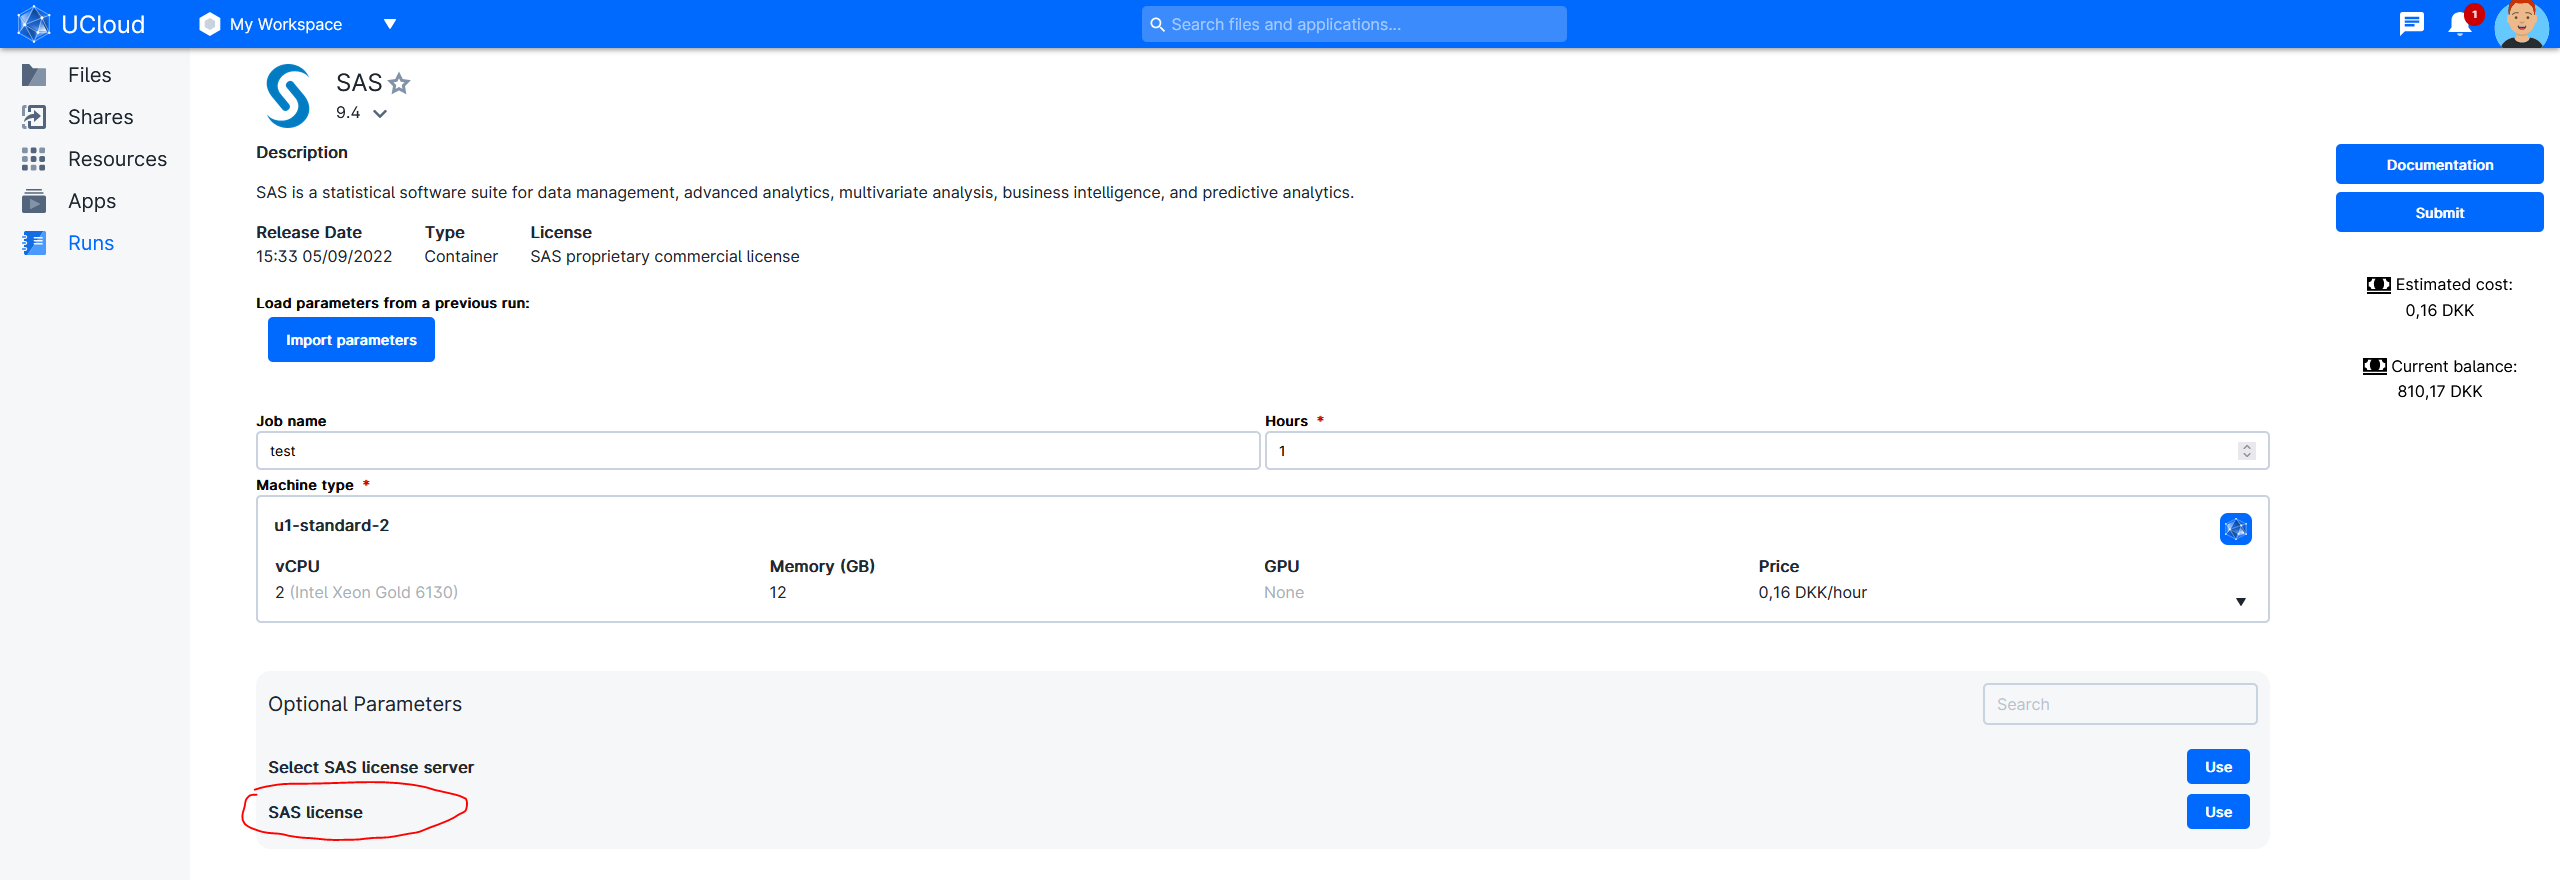 UCloud My Workspace Search files and applications... 1
Files
Shares
Resources
Apps
Runs
SAS
9.4
Description
SAS is a statistical software suite for data management, advanced analytics, multivariate analysis, business intelligence, and predictive analytics.
Release Date Type License
15:33 05/09/2022 Container SAS proprietary commercial license
Load parameters from a previous run:
Import parameters
Documentation
Submit
Estimated cost:
0,16 DKK
Current balance:
810,17 DKK
Job name Hours *
test 1
Machine type *
u1-standard-2
vCPU Memory (GB) GPU Price
2 (Intel Xeon Gold 6130) 12 None 0,16 DKK/hour
Optional Parameters Search
Select SAS license server Use
SAS license Use